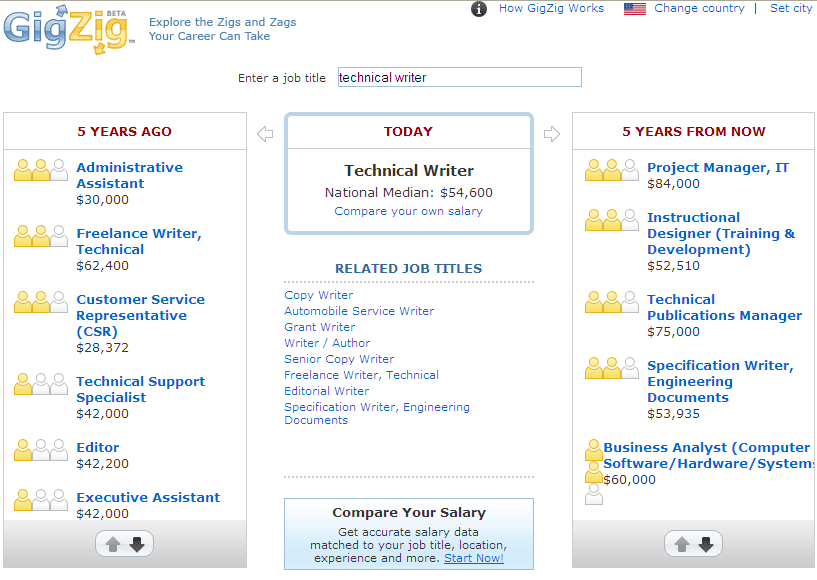 GigZig BETA ™
Explore the Zigs and Zags
Your Career Can Take
How GigZig Works
Change country | Set city
Enter a job title technical writer
5 YEARS AGO
Administrative
Assistant
$30,000
Freelance Writer,
Technical
$62,400
Customer Service
Representative
(CSR)
$28,372
Technical Support
Specialist
$42,000
Editor
$42,200
Executive Assistant
$42,000
TODAY
Technical Writer
National Median: $54,600
Compare your own salary
RELATED JOB TITLES
Copy Writer
Automobile Service Writer
Grant Writer
Writer / Author
Senior Copy Writer
Freelance Writer, Technical
Editorial Writer
Specification Writer, Engineering
Documents
Compare Your Salary
Get accurate salary data
matched to your job title, location,
experience and more. Start Now!
5 YEARS FROM NOW
Project Manager, IT
$84,000
Instructional
Designer (Training &
Development)
$52,510
Technical
Publications Manager
$75,000
Specification Writer,
Engineering
Documents
$53,935
Business Analyst (Computer
Software/Hardware/Systems
$60,000